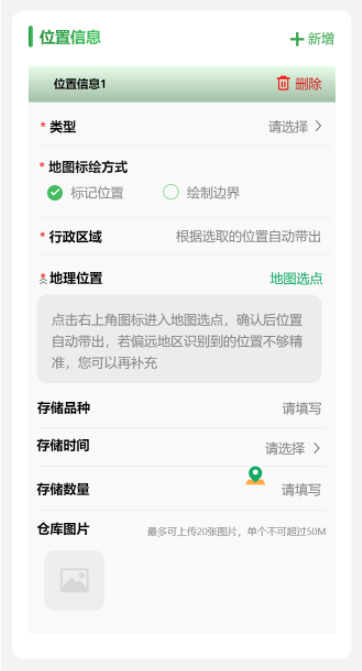 位置信息
新增
位置信息1
删除
* 类型
请选择
* 地图标绘方式
标记位置
绘制边界
* 行政区域
根据选取的位置自动带出
* 地理位置
地图选点
点击右上角图标进入地图选点，确认后位置
自动带出，若偏远地区识别到的位置不够精
准，您可以再补充
存储品种
请填写
存储时间
请选择
存储数量
请填写
仓库图片
最多可上传20张图片，单个不可超过50M